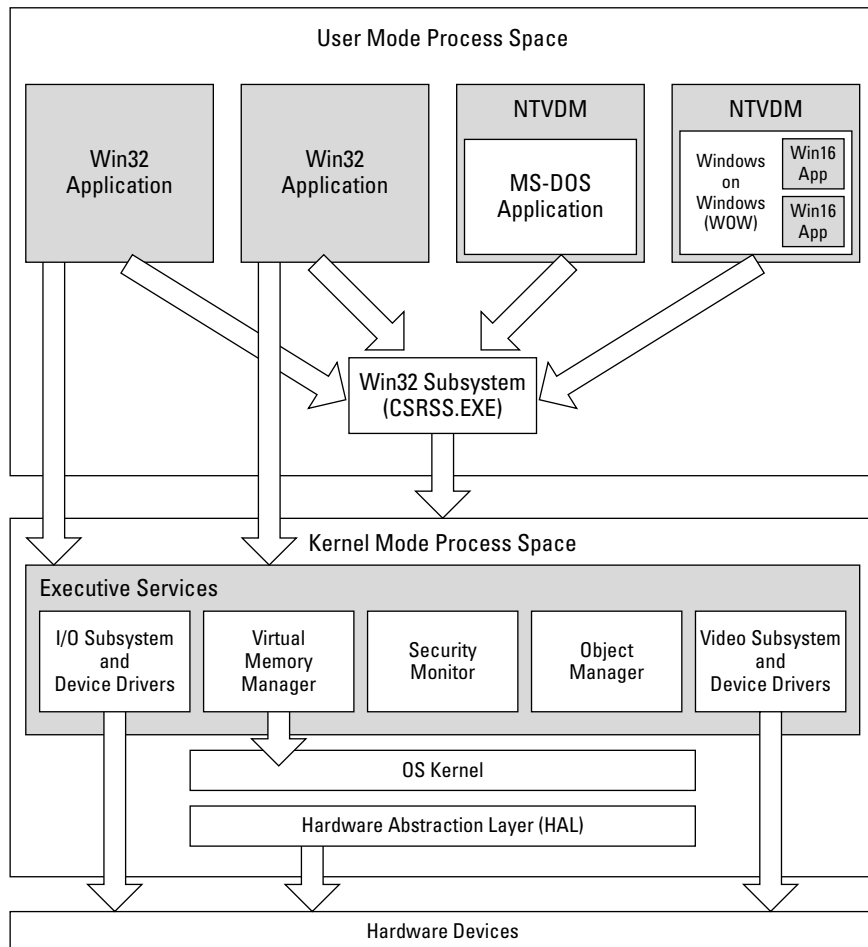 User Mode Process Space
Win32
Application
Win32
Application
NTVDM
MS-DOS
Application
NTVDM
Windows
on
Windows
(WOW)
Win16
App
Win16
App
Win32 Subsystem
(CSRSS.EXE)
Kernel Mode Process Space
Executive Services
I/O Subsystem
and
Device Drivers
Virtual
Memory
Manager
Security
Monitor
Object
Manager
Video Subsystem
and
Device Drivers
OS Kernel
Hardware Abstraction Layer (HAL)
Hardware Devices